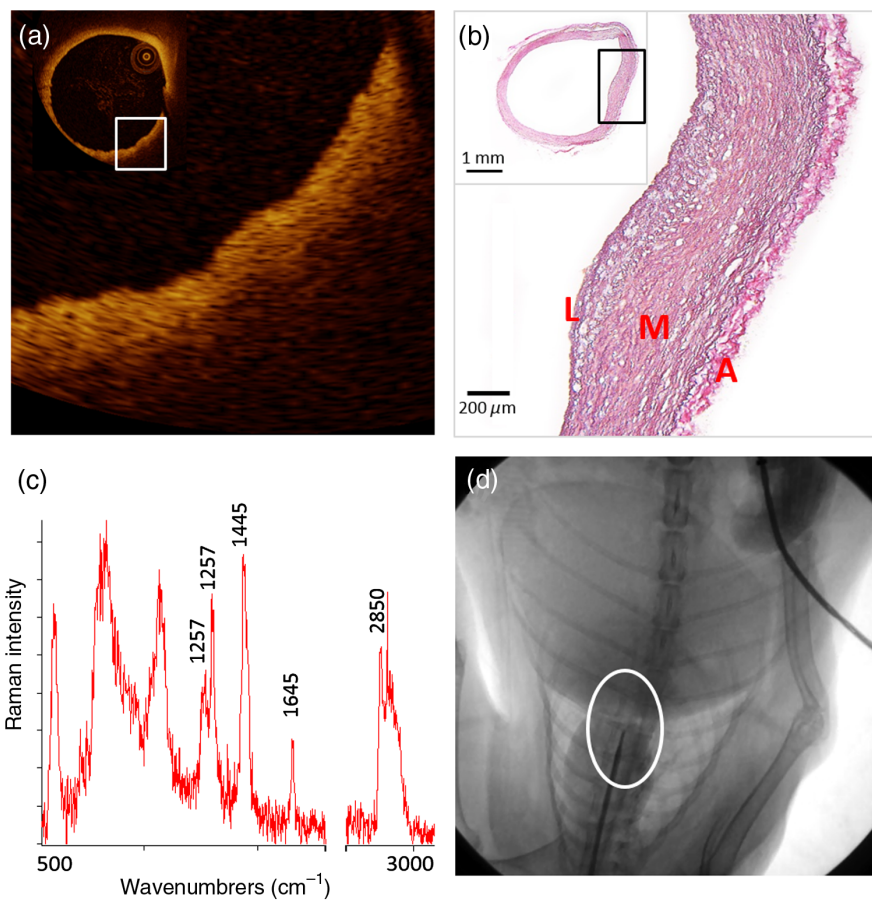 (a)
(b)
1 mm
L
M
A
200 μm
(c)
Raman intensity
1257
1257
1445
1645
2850
500
3000
Wavenumbrers (cm⁻¹)
(d)